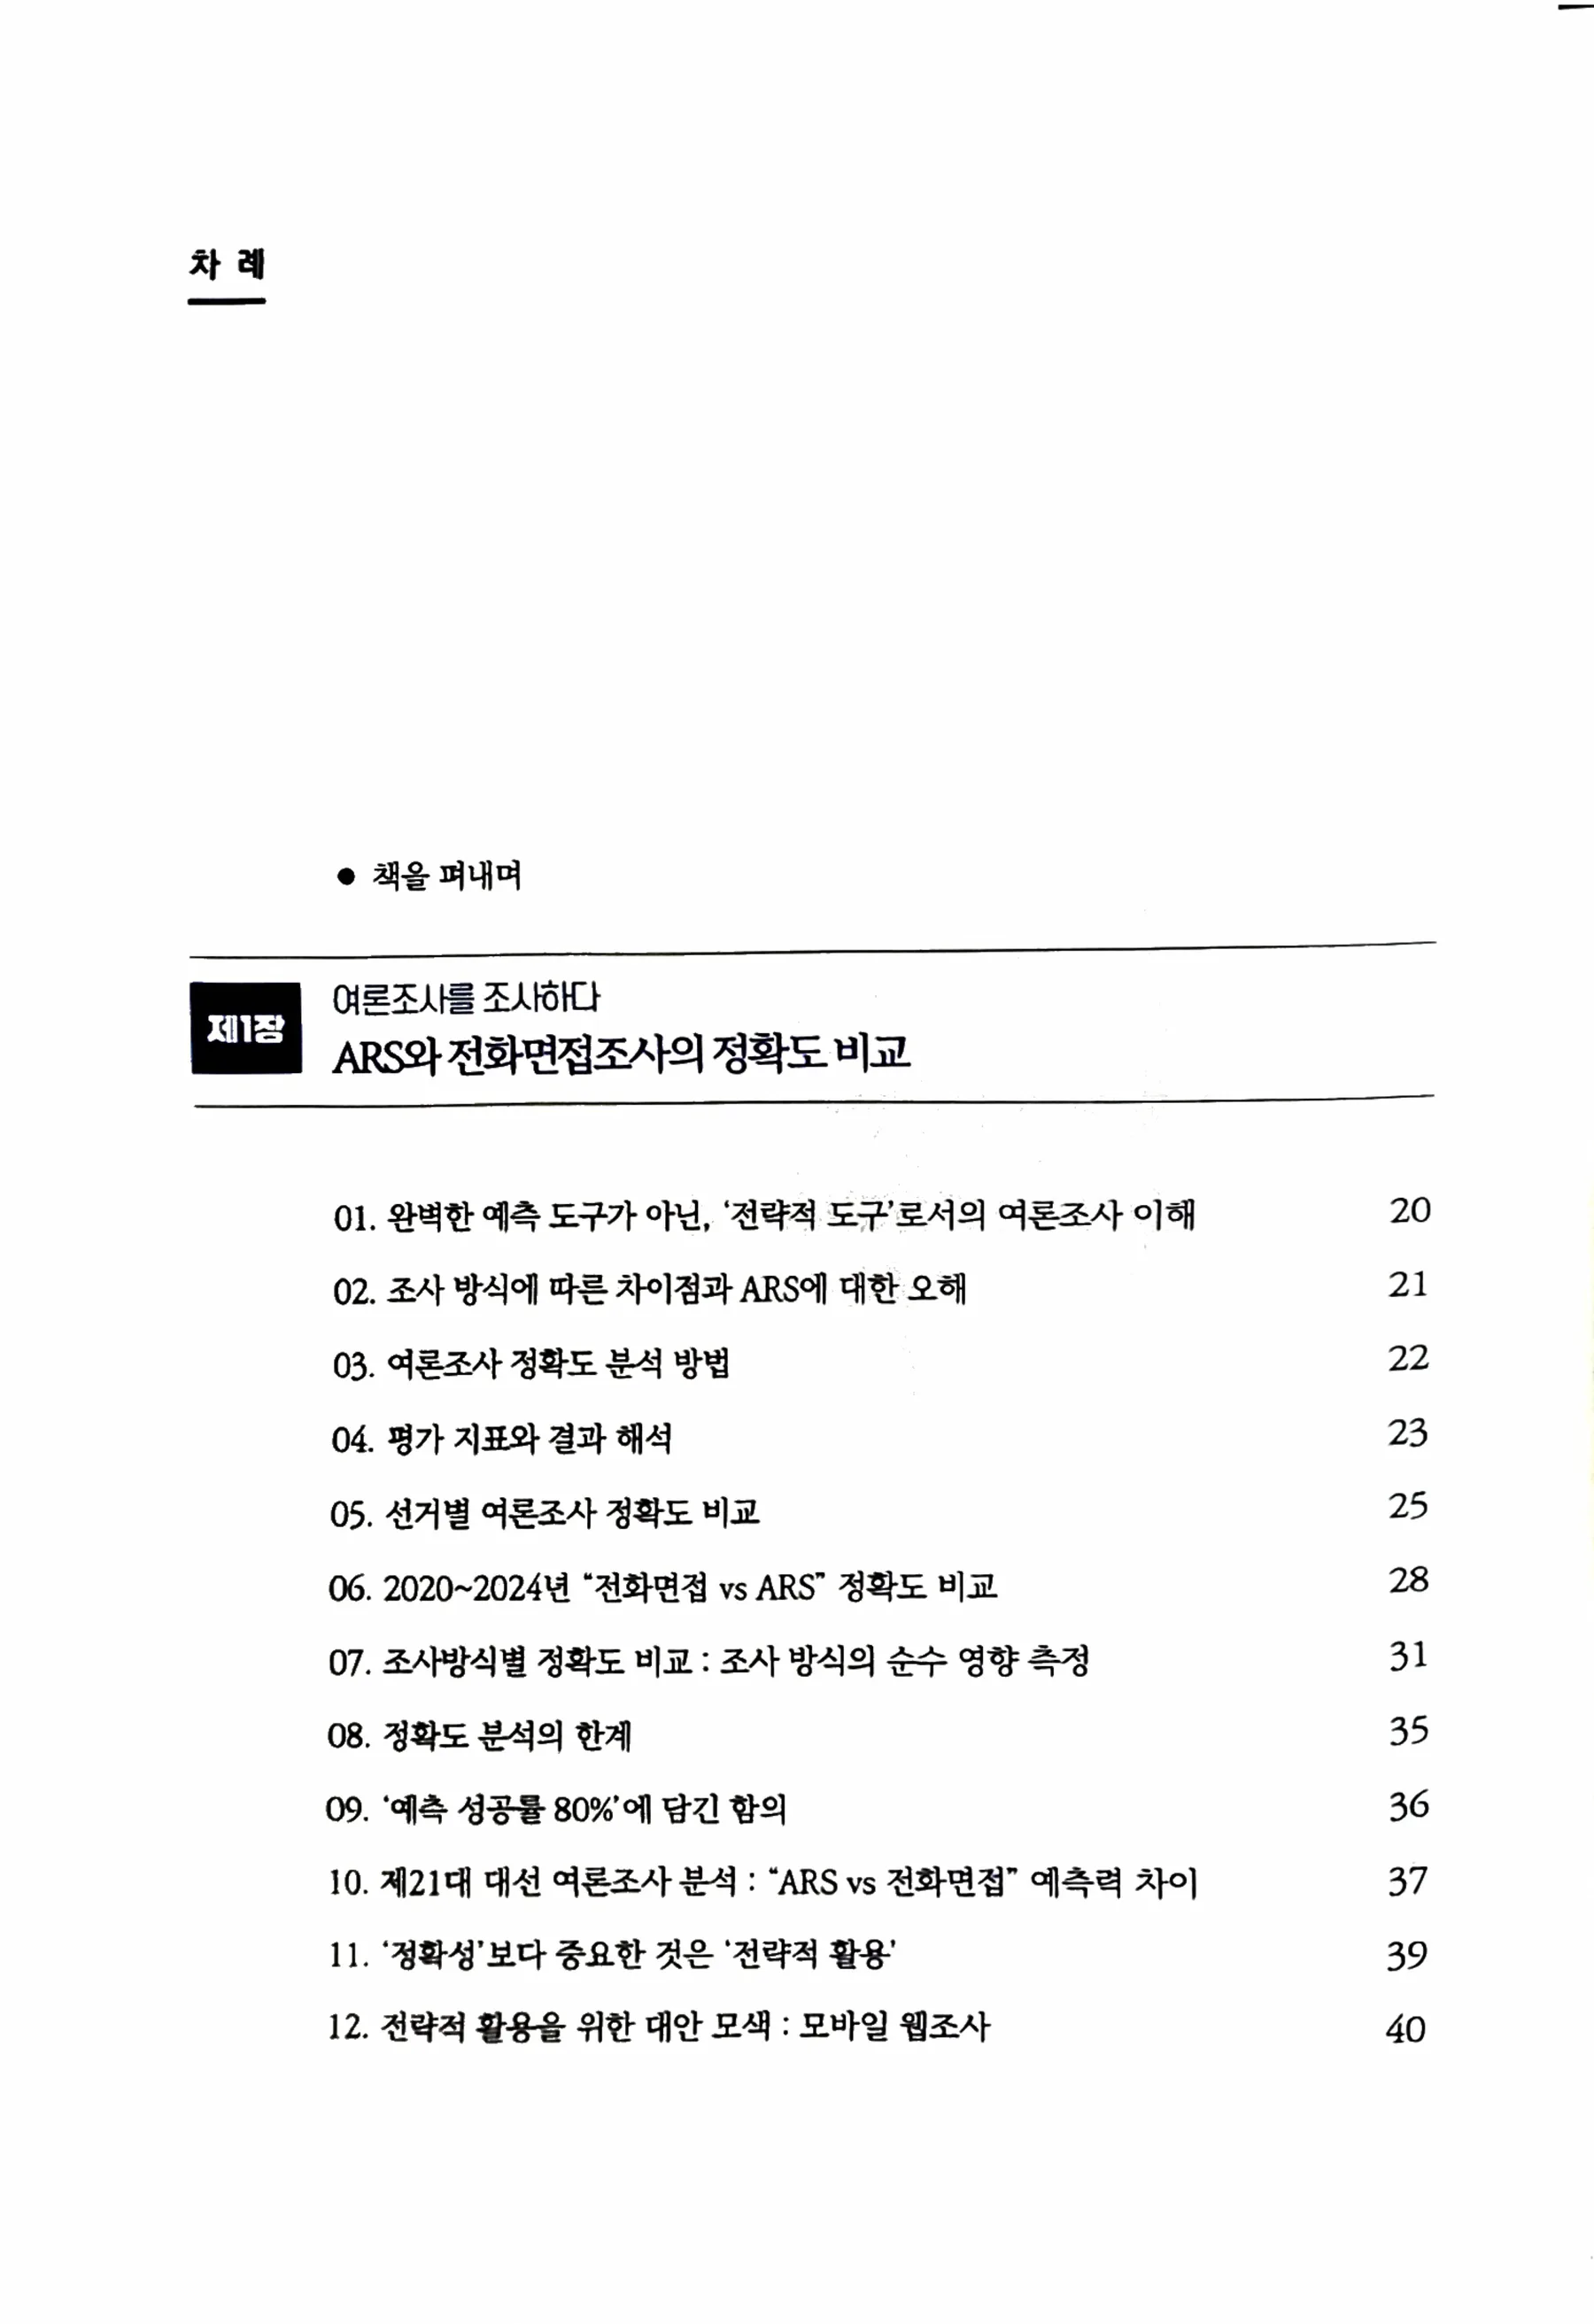 차 례
● 책을 펴내며
제1장
여론조사를 조사하다
ARS와 전화면접조사의 정확도 비교
01. 완벽한 예측 도구가 아닌, ‘전략적 도구’로서의 여론조사 이해 20
02. 조사 방식에 따른 차이점과 ARS에 대한 오해 21
03. 여론조사 정확도 분석 방법 22
04. 평가 지표와 결과 해석 23
05. 선거별 여론조사 정확도 비교 25
06. 2020~2024년 “전화면접 vs ARS” 정확도 비교 28
07. 조사방식별 정확도 비교 : 조사 방식의 순수 영향 측정 31
08. 정확도 분석의 한계 35
09. ‘예측 성공률 80%’에 담긴 함의 36
10. 제21대 대선 여론조사 분석 : “ARS vs 전화면접” 예측력 차이 37
11. ‘정확성’보다 중요한 것은 ‘전략적 활용’ 39
12. 전략적 활용을 위한 대안 모색 : 모바일 웹조사 40